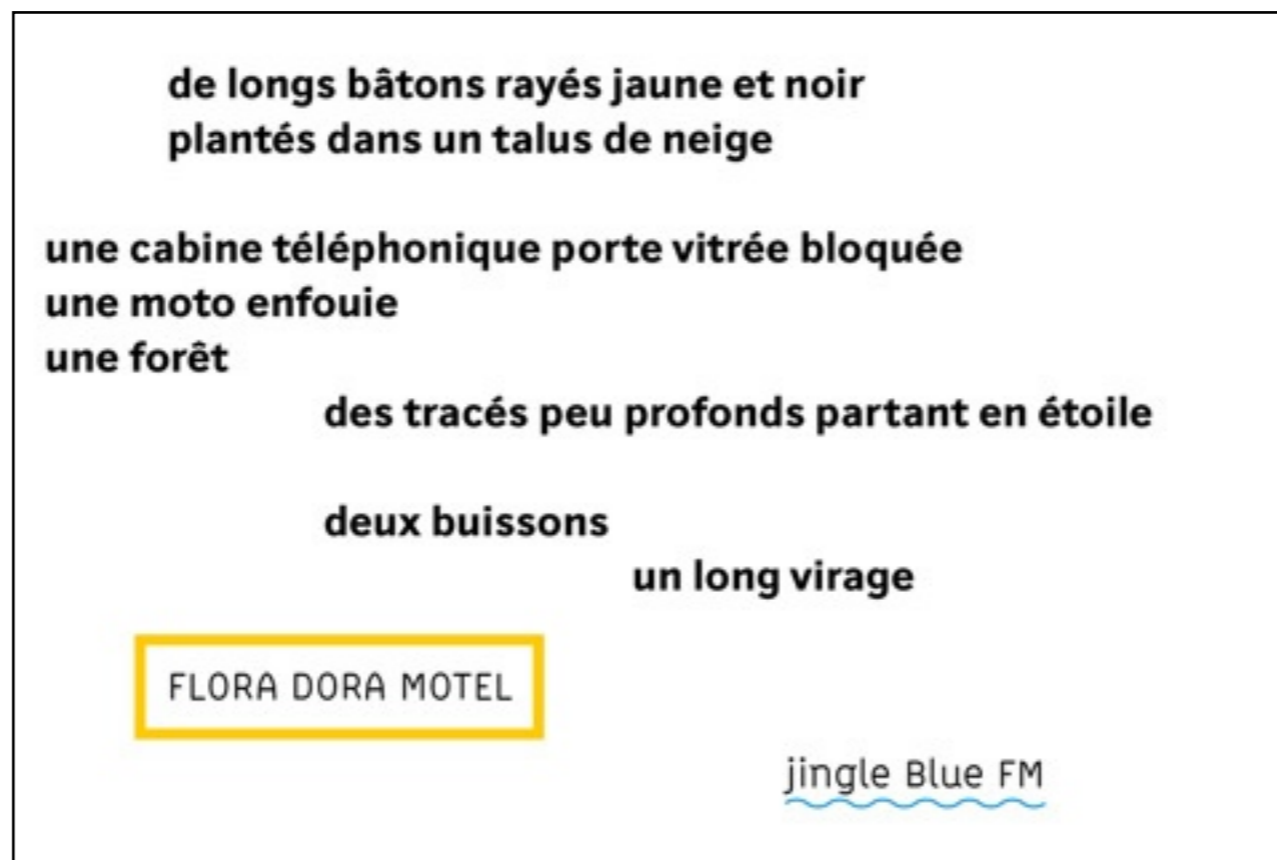 de longs bâtons rayés jaune et noir
plantés dans un talus de neige
une cabine téléphonique porte vitrée bloquée
une moto enfouie
une forêt
des tracés peu profonds partant en étoile
deux buissons
un long virage
FLORA DORA MOTEL
jingle Blue FM